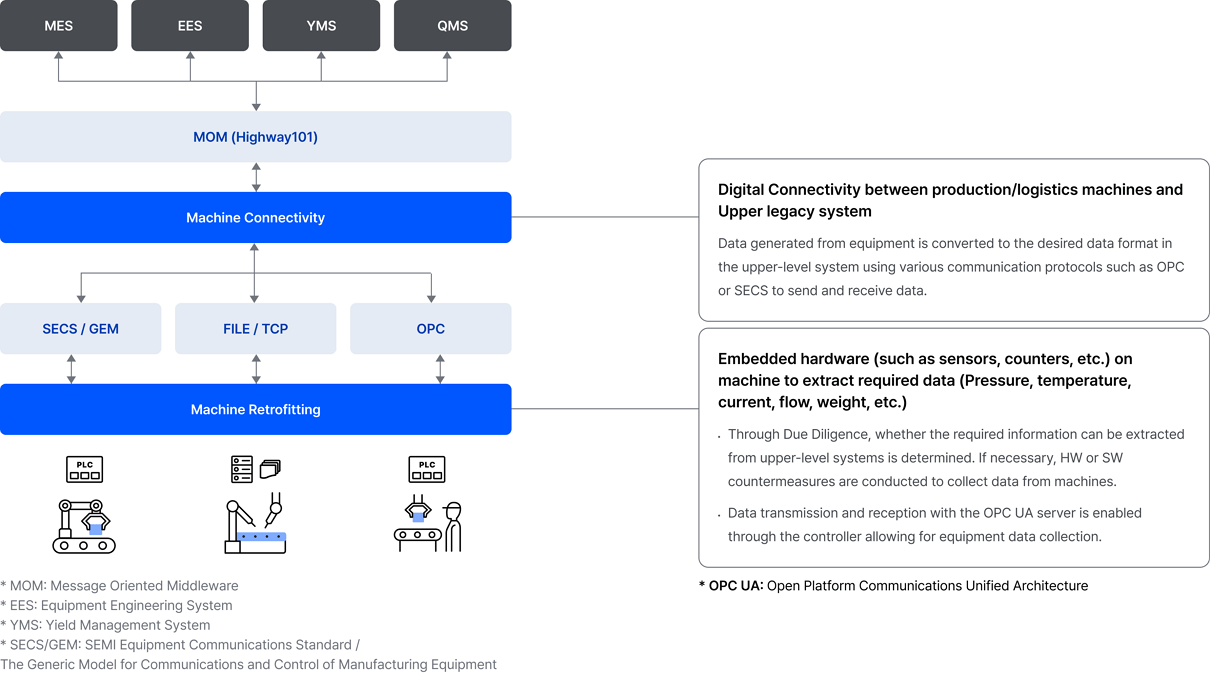 MES
EES
YMS
QMS
MOM (Highway101)
Machine Connectivity
SECS / GEM
FILE / TCP
OPC
Machine Retrofitting
PLC
PLC
* MOM: Message Oriented Middleware
* EES: Equipment Engineering System
* YMS: Yield Management System
* SECS/GEM: SEMI Equipment Communications Standard /
The Generic Model for Communications and Control of Manufacturing Equipment
Digital Connectivity between production/logistics machines and
Upper legacy system
Data generated from equipment is converted to the desired data format in
the upper-level system using various communication protocols such as OPC
or SECS to send and receive data.
Embedded hardware (such as sensors, counters, etc.) on
machine to extract required data (Pressure, temperature,
current, flow, weight, etc.)
· Through Due Diligence, whether the required information can be extracted
from upper-level systems is determined. If necessary, HW or SW
countermeasures are conducted to collect data from machines.
· Data transmission and reception with the OPC UA server is enabled
through the controller allowing for equipment data collection.
* OPC UA: Open Platform Communications Unified Architecture